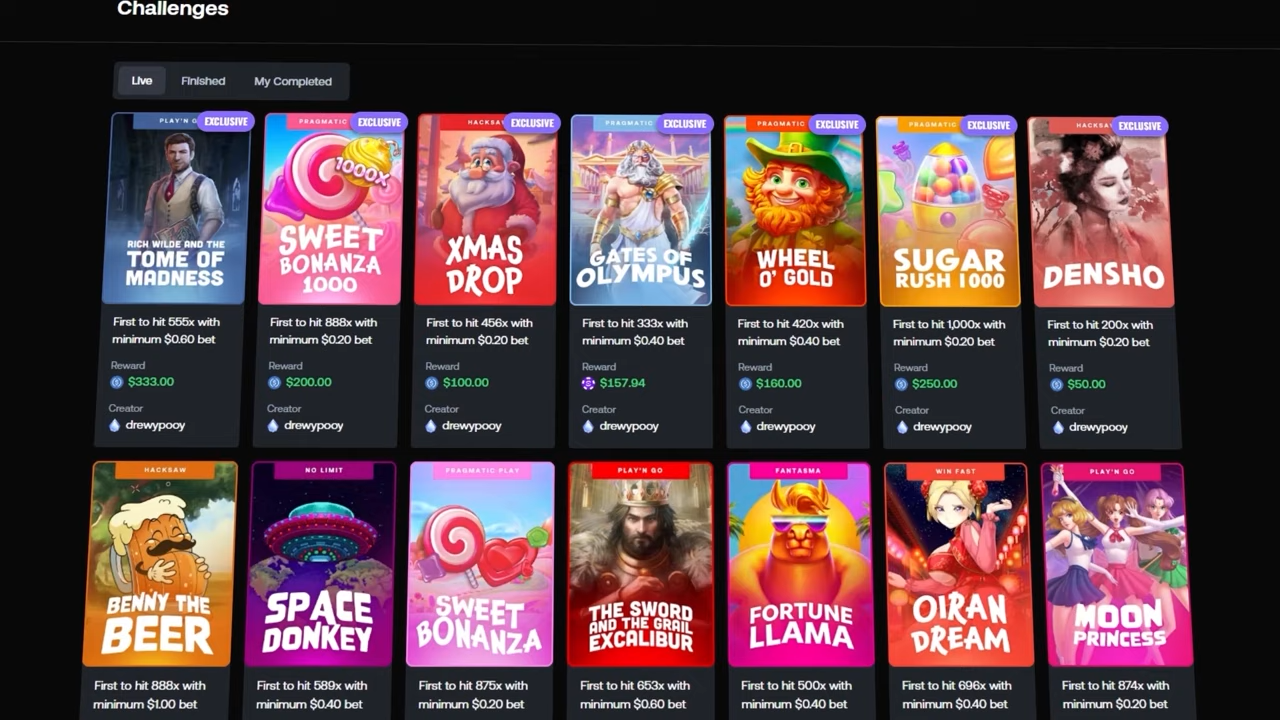 Challenges
Live
Finished
My Completed
EXCLUSIVE
RICH WILDE AND THE
TOME OF
MADNESS
First to hit 555x with
minimum $0.60 bet
Reward
$333.00
Creator
drewypooy
PRAGMATIC
EXCLUSIVE
1000X
SWEET
BONANZA
1000
First to hit 888x with
minimum $0.20 bet
Reward
$200.00
Creator
drewypooy
EXCLUSIVE
XMAS
DROP
First to hit 456x with
minimum $0.20 bet
Reward
$100.00
Creator
drewypooy
PRAGMATIC
EXCLUSIVE
GATES OF
OLYMPUS
First to hit 333x with
minimum $0.40 bet
Reward
$157.94
Creator
drewypooy
PRAGMATIC
EXCLUSIVE
WHEEL
O' GOLD
First to hit 420x with
minimum $0.40 bet
Reward
$160.00
Creator
drewypooy
PRAGMATIC
EXCLUSIVE
SUGAR
RUSH 1000
First to hit 1,000x with
minimum $0.20 bet
Reward
$250.00
Creator
drewypooy
EXCLUSIVE
DENSHO
First to hit 200x with
minimum $0.20 bet
Reward
$50.00
Creator
drewypooy
HACKSAW
BENNY THE
BEER
First to hit 888x with
minimum $1.00 bet
NO LIMIT
SPACE
DONKEY
First to hit 589x with
minimum $0.40 bet
PRAGMATIC PLAY
SWEET
BONANZA
First to hit 875x with
minimum $0.20 bet
PLAY'N GO
THE SWORD
AND THE GRAIL
EXCALIBUR
First to hit 653x with
minimum $0.60 bet
FANTASMA
FORTUNE
LLAMA
First to hit 500x with
minimum $0.40 bet
WIN FAST
OIRAN
DREAM
First to hit 696x with
minimum $0.40 bet
PLAY'N GO
MOON
PRINCESS
First to hit 874x with
minimum $0.20 bet